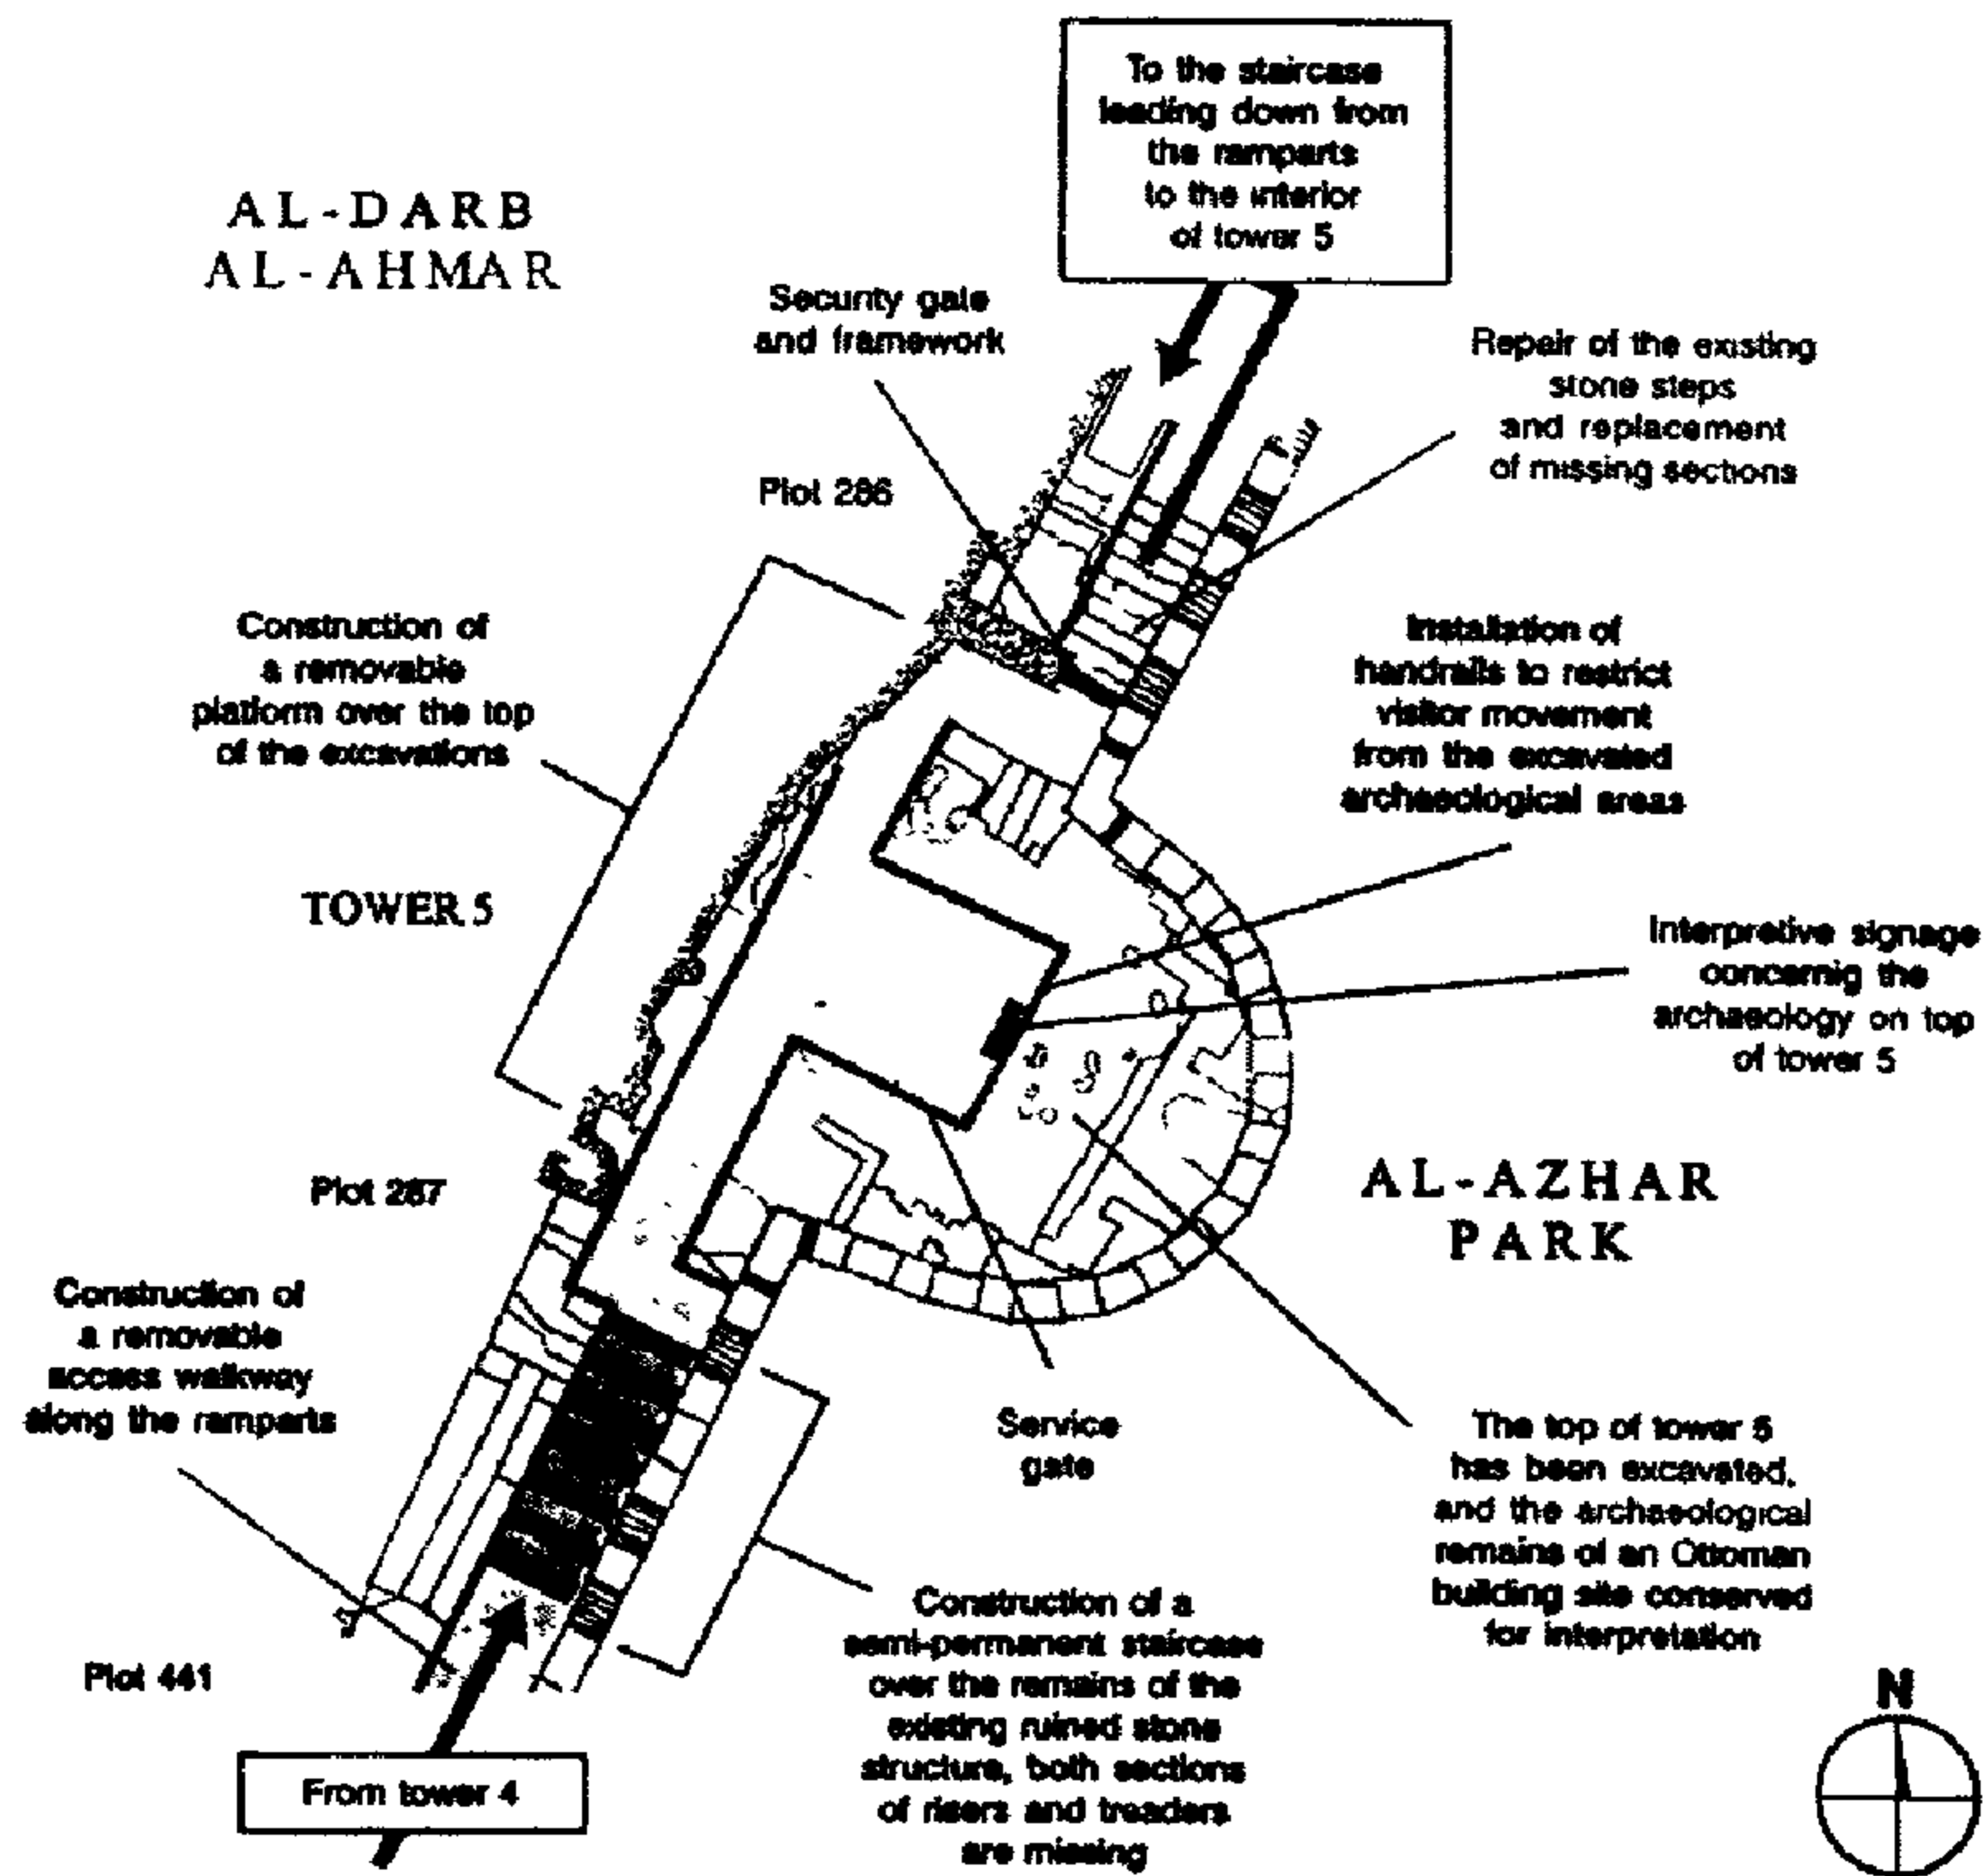 To the staircase
leading down from
the ramparts
to the interior
of tower 5
AL-DARB
AL-AHMAR
Security gate
and framework
Repair of the existing
stone steps
and replacement
of missing sections
Plot 286
Construction of
a removable
platform over the top
of the excavations
Installation of
handrails to restrict
visitor movement
from the excavated
archaeological areas
TOWER 5
Interpretive signage
concernig the
archaeology on top
of tower 5
Plot 287
AL-AZHAR
PARK
Construction of
a removable
access walkway
along the ramparts
Service
gate
The top of tower 5
has been excavated,
and the archaeological
remains of an Ottoman
building site conserved
for interpretation
Construction of a
semi-permanent staircase
over the remains of the
existing ruined stone
structure, both sections
of risers and treaders
are missing
Plot 441
From tower 4
N